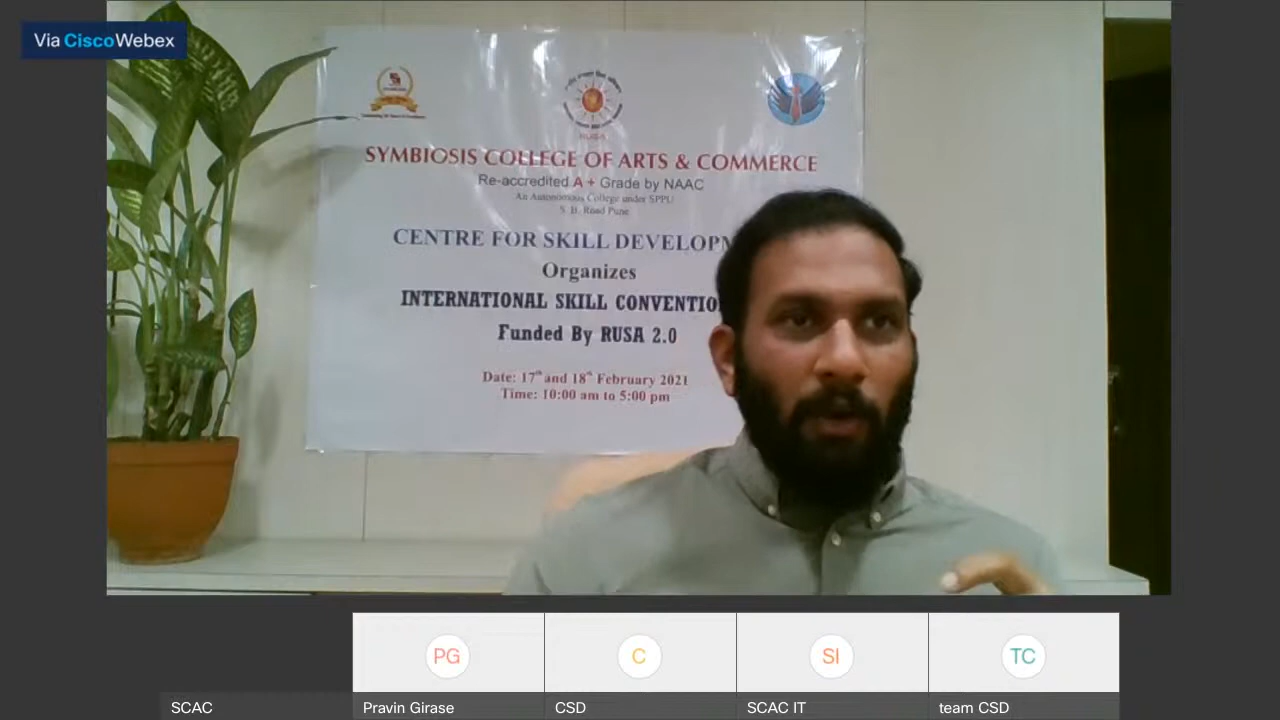 Via CiscoWebex
SYMBIOSIS COLLEGE OF ARTS & COMMERCE
Re-accredited A + Grade by NAAC
An Autonomous College under SPPU
S. B. Road Pune
CENTRE FOR SKILL DEVELOPM
Organizes
INTERNATIONAL SKILL CONVENTIO
Funded By RUSA 2.0
Date: 17th and 18th February 2021
Time: 10:00 am to 5:00 pm
PG
C
SI
TC
SCAC
Pravin Girase
CSD
SCAC IT
team CSD